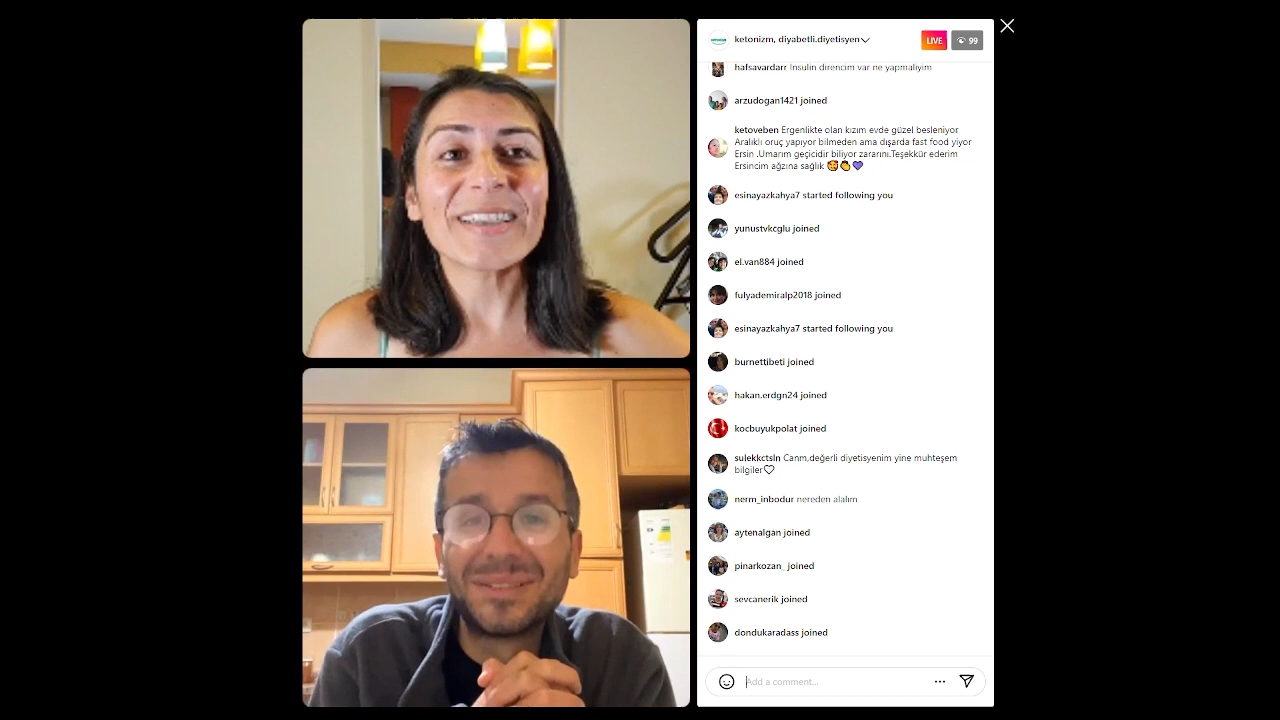 ketonizm, diyabetli.diyetisyen
LIVE
99
hafsavardarr Insulin direncim var ne yapmaliyim
arzudogan1421 joined
ketoveben Ergenlikte olan kızım evde güzel besleniyor
Aralıklı oruç yapıyor bilmeden ama dışarda fast food yiyor
Ersin .Umarım geçicidir biliyor zararını.Teşekkür ederim
Ersincim ağzına sağlık 🥰👏💜
esinayazkahya7 started following you
yunustvkcglu joined
el.van884 joined
fulyademiralp2018 joined
esinayazkahya7 started following you
burnettibeti joined
hakan.erdgn24 joined
kocbuyukpolat joined
sulekkctsln Canm,değerli diyetisyenim yine muhteşem
bilgiler🤍
nerm_inbodur nereden alalım
aytenalgan joined
pinarkozan_ joined
sevcanerik joined
dondukaradass joined
Add a comment...